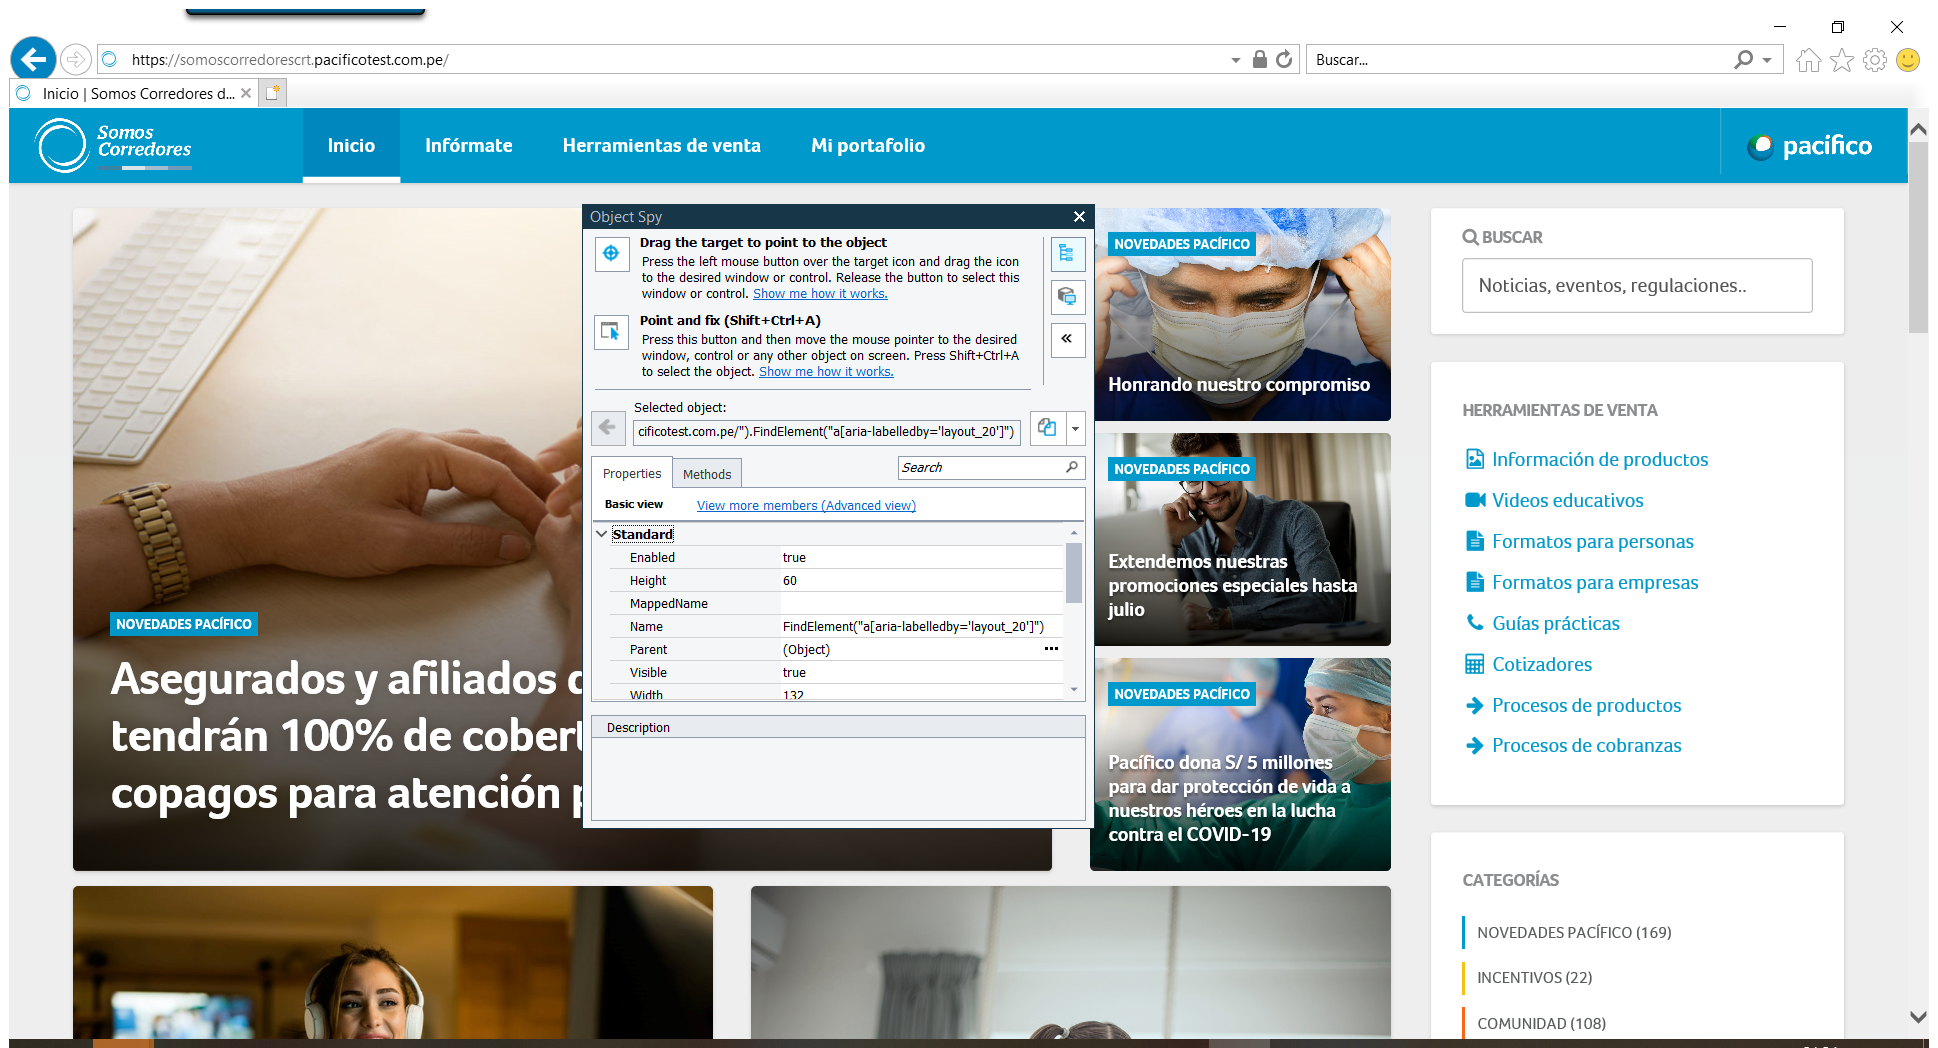 https://somoscorredorescrt.pacificotest.com.pe/
Buscar...
Inicio | Somos Corredores d...
Somos
Corredores
Inicio
Infórmate
Herramientas de venta
Mi portafolio
pacífico
NOVEDADES PACÍFICO
Asegurados y afiliados
tendrán 100% de
copagos para atención
Object Spy
Drag the target to point to the object
Press the left mouse button over the target icon and drag the icon
to the desired window or control. Release the button to select this
window or control. Show me how it works.
Point and fix (Shift+Ctrl+A)
Press this button and then move the mouse pointer to the desired
window, control or any other object on screen. Press Shift+Ctrl+A
to select the object. Show me how it works.
«
Selected object:
cificotest.com.pe/").FindElement("a[aria-labelledby='layout_20']")
Properties
Methods
Search
Basic view
View more members (Advanced view)
Standard
Enabled true
Height 60
MappedName
Name FindElement("a[aria-labelledby='layout_20']")
Parent (Object) ...
Visible true
Width 132
Description
NOVEDADES PACÍFICO
Honrando nuestro compromiso
NOVEDADES PACÍFICO
Extendemos nuestras
promociones especiales hasta
julio
NOVEDADES PACÍFICO
Pacífico dona S/ 5 millones
para dar protección de vida a
nuestros héroes en la lucha
contra el COVID-19
BUSCAR
Noticias, eventos, regulaciones..
HERRAMIENTAS DE VENTA
Información de productos
Videos educativos
Formatos para personas
Formatos para empresas
Guías prácticas
Cotizadores
Procesos de productos
Procesos de cobranzas
CATEGORÍAS
NOVEDADES PACÍFICO (169)
INCENTIVOS (22)
COMUNIDAD (108)